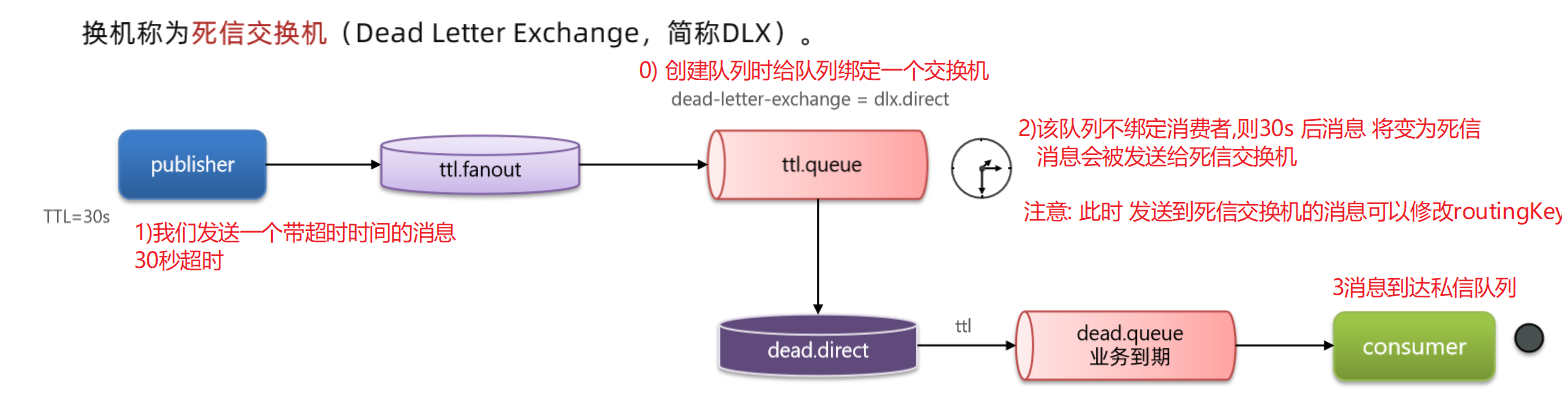 换机称为死信交换机（Dead Letter Exchange，简称DLX）。
0) 创建队列时给队列绑定一个交换机
dead-letter-exchange = dlx.direct
publisher
ttl.fanout
ttl.queue
2)该队列不绑定消费者,则30s 后消息 将变为死信
消息会被发送给死信交换机
TTL=30s
1)我们发送一个带超时时间的消息
30秒超时
注意: 此时 发送到死信交换机的消息可以修改routingKey
3消息到达私信队列
dead.direct
ttl
dead.queue
业务到期
consumer